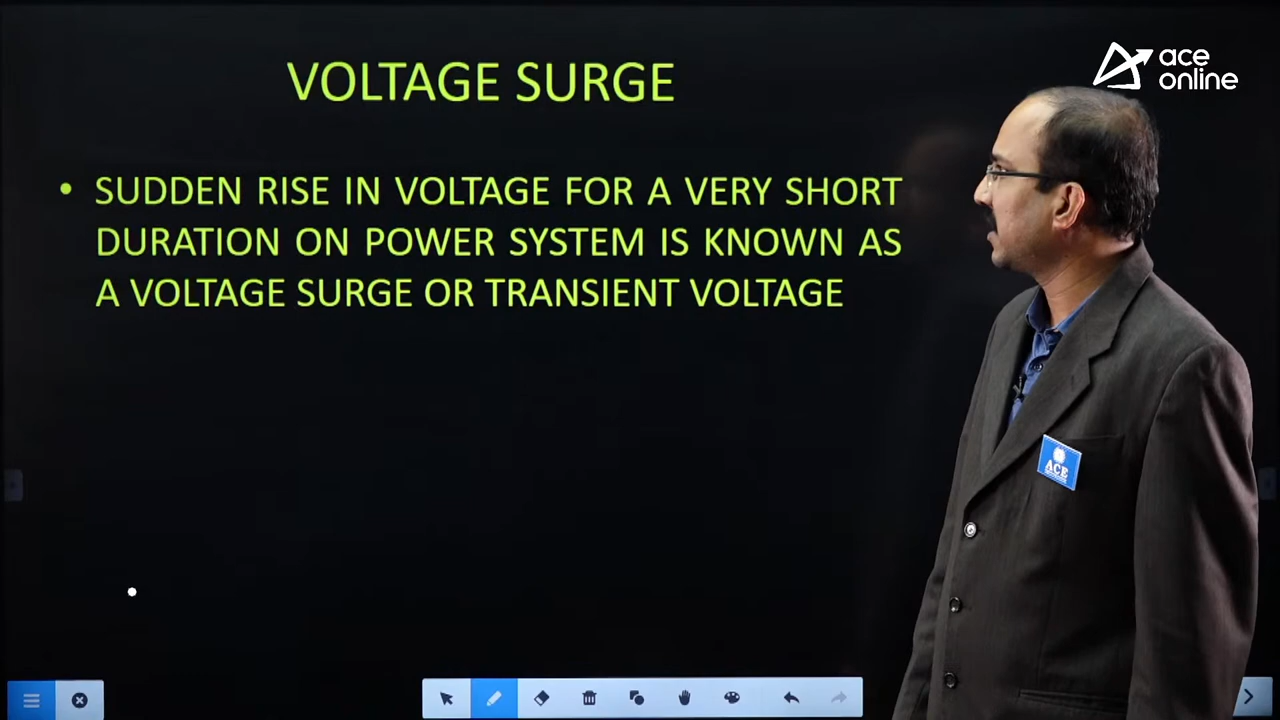 ace
online
VOLTAGE SURGE
• SUDDEN RISE IN VOLTAGE FOR A VERY SHORT
DURATION ON POWER SYSTEM IS KNOWN AS
A VOLTAGE SURGE OR TRANSIENT VOLTAGE
ACE